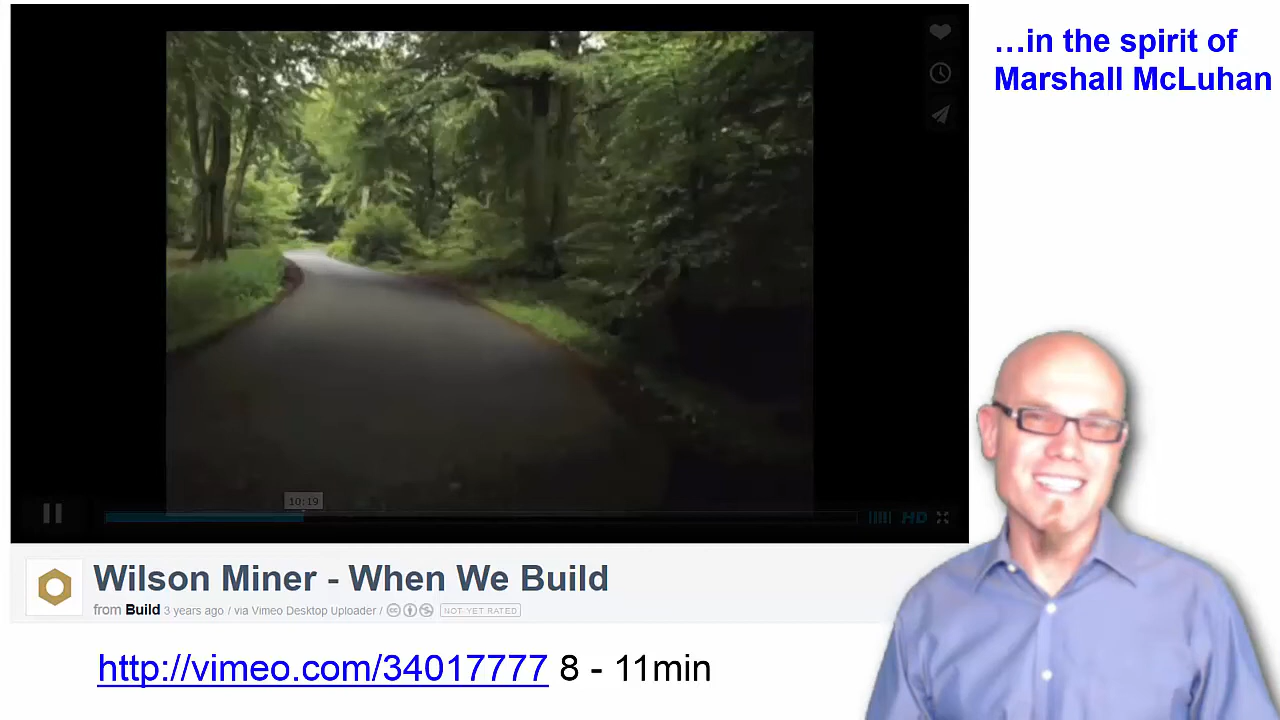 …in the spirit of
Marshall McLuhan
10:19
HD
Wilson Miner - When We Build
from Build 3 years ago / via Vimeo Desktop Uploader / NOT YET RATED
http://vimeo.com/34017777 8 - 11min